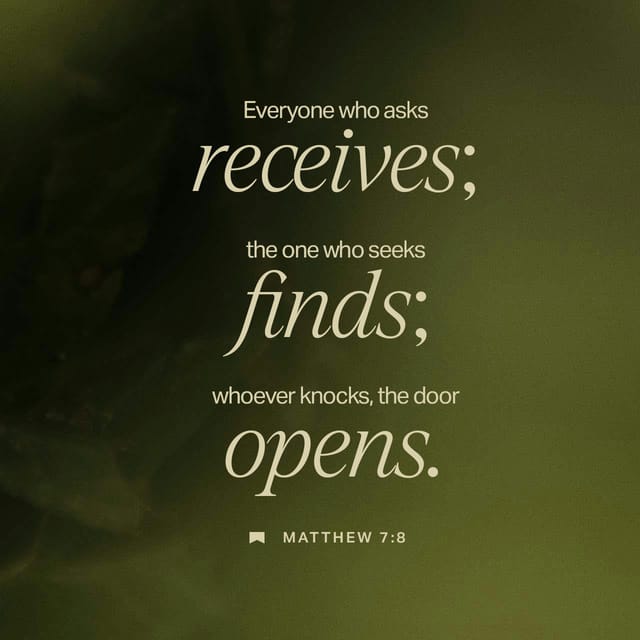 Everyone who asks
receives;
the one who seeks
finds;
whoever knocks, the door
opens.
MATTHEW 7:8